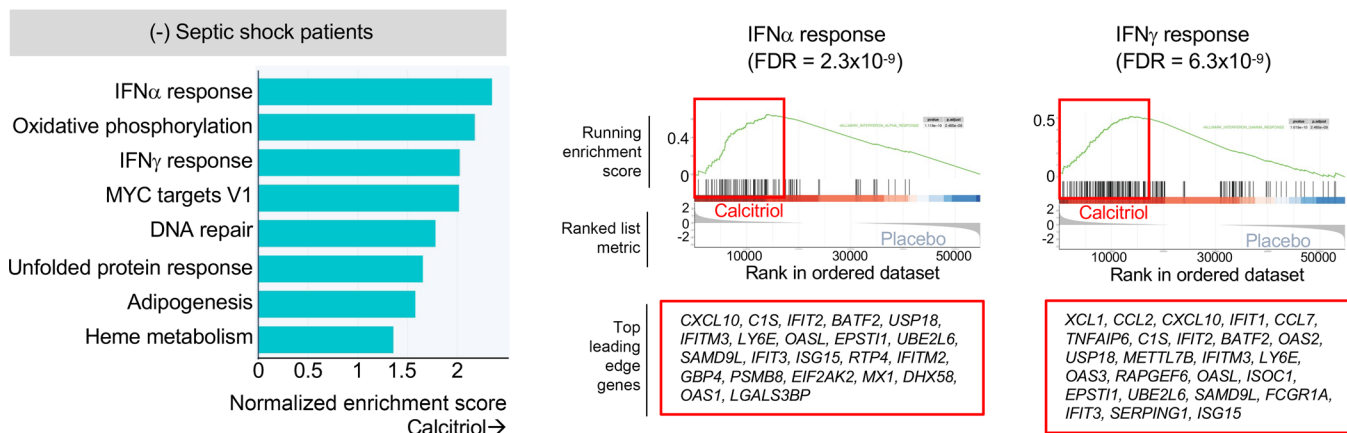 (-) Septic shock patients
IFNα response
Oxidative phosphorylation
IFNγ response
MYC targets V1
DNA repair
Unfolded protein response
Adipogenesis
Heme metabolism
0 0.5 1 1.5 2
Normalized enrichment score
Calcitriol→
IFNα response
(FDR = 2.3x10-9)
Running
enrichment
score
0.4
0
pvalue p.adjust
Calcitriol
Ranked list
metric
2
0
-2
Placebo
10000 30000 50000
Rank in ordered dataset
Top
leading
edge
genes
CXCL10, C1S, IFIT2, BATF2, USP18,
IFITM3, LY6E, OASL, EPSTI1, UBE2L6,
SAMD9L, IFIT3, ISG15, RTP4, IFITM2,
GBP4, PSMB8, EIF2AK2, MX1, DHX58,
OAS1, LGALS3BP
IFNγ response
(FDR = 6.3x10-9)
0.5
0
pvalue p.adjust
Calcitriol
2
0
-2
Placebo
10000 30000 50000
Rank in ordered dataset
XCL1, CCL2, CXCL10, IFIT1, CCL7,
TNFAIP6, C1S, IFIT2, BATF2, OAS2,
USP18, METTL7B, IFITM3, LY6E,
OAS3, RAPGEF6, OASL, ISOC1,
EPSTI1, UBE2L6, SAMD9L, FCGR1A,
IFIT3, SERPING1, ISG15